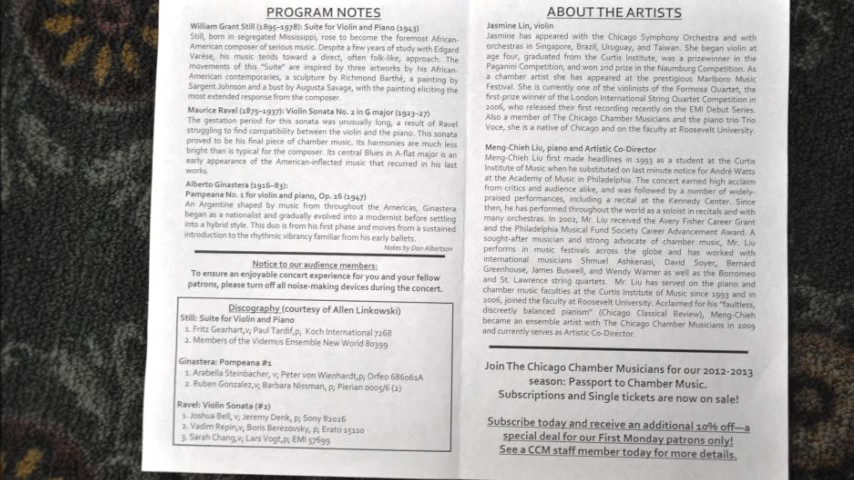 PROGRAM NOTES
William Grant Still (1895–1978): Suite for Violin and Piano (1943)
Still, born in segregated Mississippi, rose to become the foremost African-
American composer of serious music. Despite a few years of study with Edgard
Varèse, his music tends toward a direct, often folk-like, approach. The
movements of this "Suite" are inspired by three artworks by his African-
American contemporaries, a sculpture by Richmond Barthé, a painting by
Sargent Johnson and a bust by Augusta Savage, with the painting eliciting the
most extended response from the composer.
Maurice Ravel (1875-1937): Violin Sonata No. 2 in G major (1923–27)
The gestation period for this sonata was unusually long, a result of Ravel
struggling to find compatibility between the violin and the piano. This sonata
proved to be his final piece of chamber music. Its harmonies are much less
bright than is typical for the composer. Its central Blues in A-flat major is an
early appearance of the American-inflected music that recurred in his last
works.
Alberto Ginastera (1916–83):
Pampeana No. 1 for violin and piano, Op. 16 (1947)
An Argentine shaped by music from throughout the Americas, Ginastera
began as a nationalist and gradually evolved into a modernist before settling
into a hybrid style. This duo is from his first phase and moves from a sustained
introduction to the rhythmic vibrancy familiar from his early ballets.
Notes by Don Albertson
Notice to our audience members:
To ensure an enjoyable concert experience for you and your fellow
patrons, please turn off all noise-making devices during the concert.
Discography (courtesy of Allen Linkowski)
Still: Suite for Violin and Piano
1. Fritz Gearhart,v; Paul Tardif,p; Koch International 7268
2. Members of the Videmus Ensemble New World 80399
Ginastera: Pompeana #1
1. Arabella Steinbacher, v; Peter von Wienhardt,p; Orfeo 686061A
2. Ruben Gonzalez,v; Barbara Nissman, p; Pierian 0005/6 (2)
Ravel: Violin Sonata (#2)
1. Joshua Bell, v; Jeremy Denk, p; Sony 82026
2. Vadim Repin,v; Boris Berezovsky, p; Erato 15110
3. Sarah Chang,v; Lars Vogt,p; EMI 57699
ABOUT THE ARTISTS
Jasmine Lin, violin
Jasmine has appeared with the Chicago Symphony Orchestra and with
orchestras in Singapore, Brazil, Uruguay, and Taiwan. She began violin at
age four, graduated from the Curtis Institute, was a prizewinner in the
Paganini Competition, and won 2nd prize in the Naumburg Competition. As
a chamber artist she has appeared at the prestigious Marlboro Music
Festival. She is currently one of the violinists of the Formosa Quartet, the
first-prize winner of the London International String Quartet Competition in
2006, who released their first recording recently on the EMI Debut Series.
Also a member of The Chicago Chamber Musicians and the piano trio Trio
Voce, she is a native of Chicago and on the faculty at Roosevelt University.
Meng-Chieh Liu, piano and Artistic Co-Director
Meng-Chieh Liu first made headlines in 1993 as a student at the Curtis
Institute of Music when he substituted on last minute notice for André Watts
at the Academy of Music in Philadelphia. The concert earned high acclaim
from critics and audience alike, and was followed by a number of widely-
praised performances, including a recital at the Kennedy Center. Since
then, he has performed throughout the world as a soloist in recitals and with
many orchestras. In 2002, Mr. Liu received the Avery Fisher Career Grant
and the Philadelphia Musical Fund Society Career Advancement Award. A
sought-after musician and strong advocate of chamber music, Mr. Liu
performs in music festivals across the globe and has worked with
international musicians Shmuel Ashkenasi, David Soyer, Bernard
Greenhouse, James Buswell, and Wendy Warner as well as the Borromeo
and St. Lawrence string quartets. Mr. Liu has served on the piano and
chamber music faculties at the Curtis Institute of Music since 1993 and in
2006, joined the faculty at Roosevelt University. Acclaimed for his "faultless,
discreetly balanced pianism" (Chicago Classical Review), Meng-Chieh
became an ensemble artist with The Chicago Chamber Musicians in 2009
and currently serves as Artistic Co-Director.
Join The Chicago Chamber Musicians for our 2012-2013
season: Passport to Chamber Music.
Subscriptions and Single tickets are now on sale!
Subscribe today and receive an additional 10% off—a
special deal for our First Monday patrons only!
See a CCM staff member today for more details.